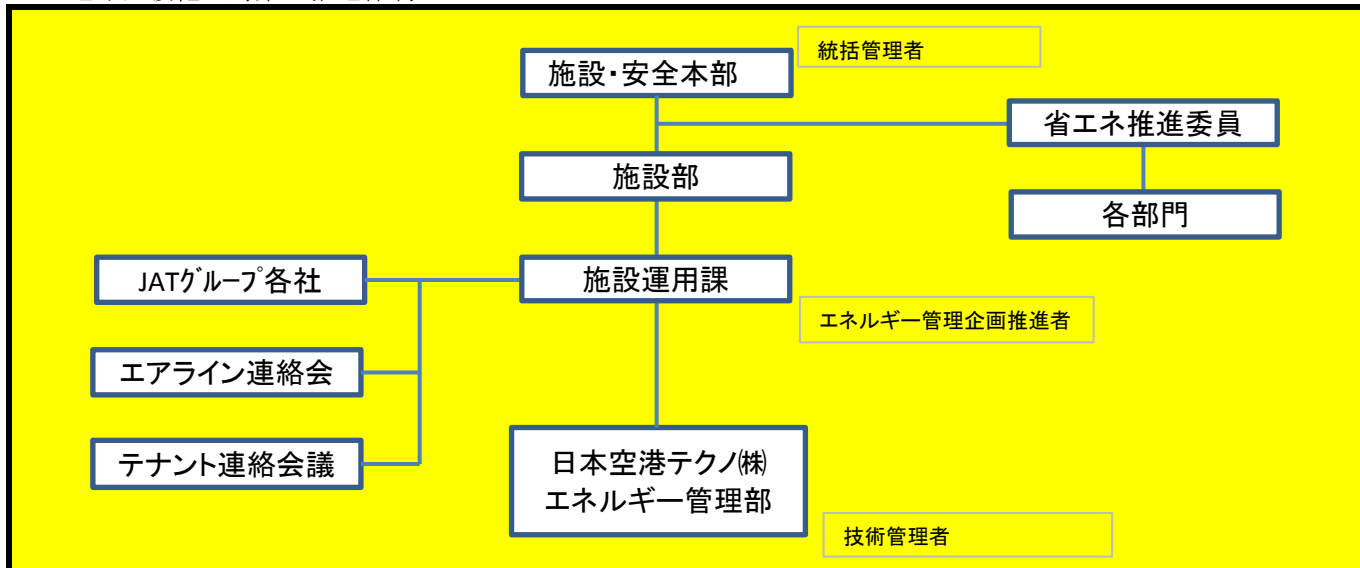 統括管理者
施設・安全本部
省エネ推進委員
施設部
各部門
JATｸﾞﾙｰﾌﾟ各社
施設運用課
エネルギー管理企画推進者
エアライン連絡会
テナント連絡会議
日本空港テクノ㈱
エネルギー管理部
技術管理者